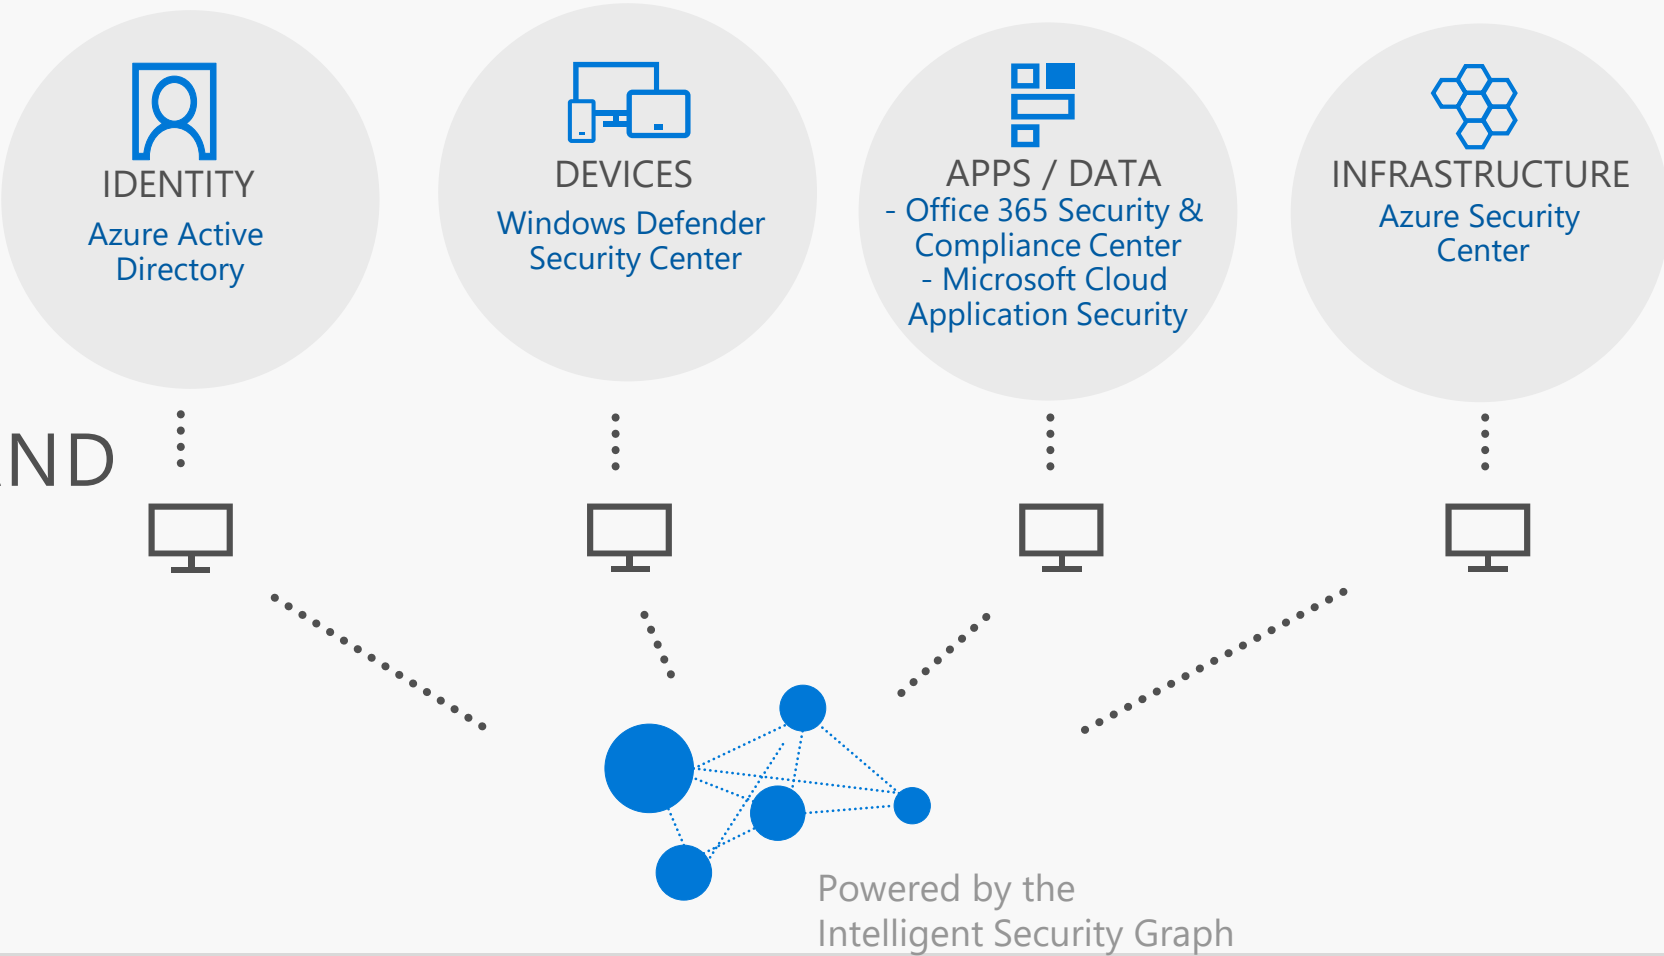 IDENTITY
Azure Active
Directory
DEVICES
Windows Defender
Security Center
APPS / DATA
- Office 365 Security &
Compliance Center
- Microsoft Cloud
Application Security
INFRASTRUCTURE
Azure Security
Center
Powered by the
Intelligent Security Graph